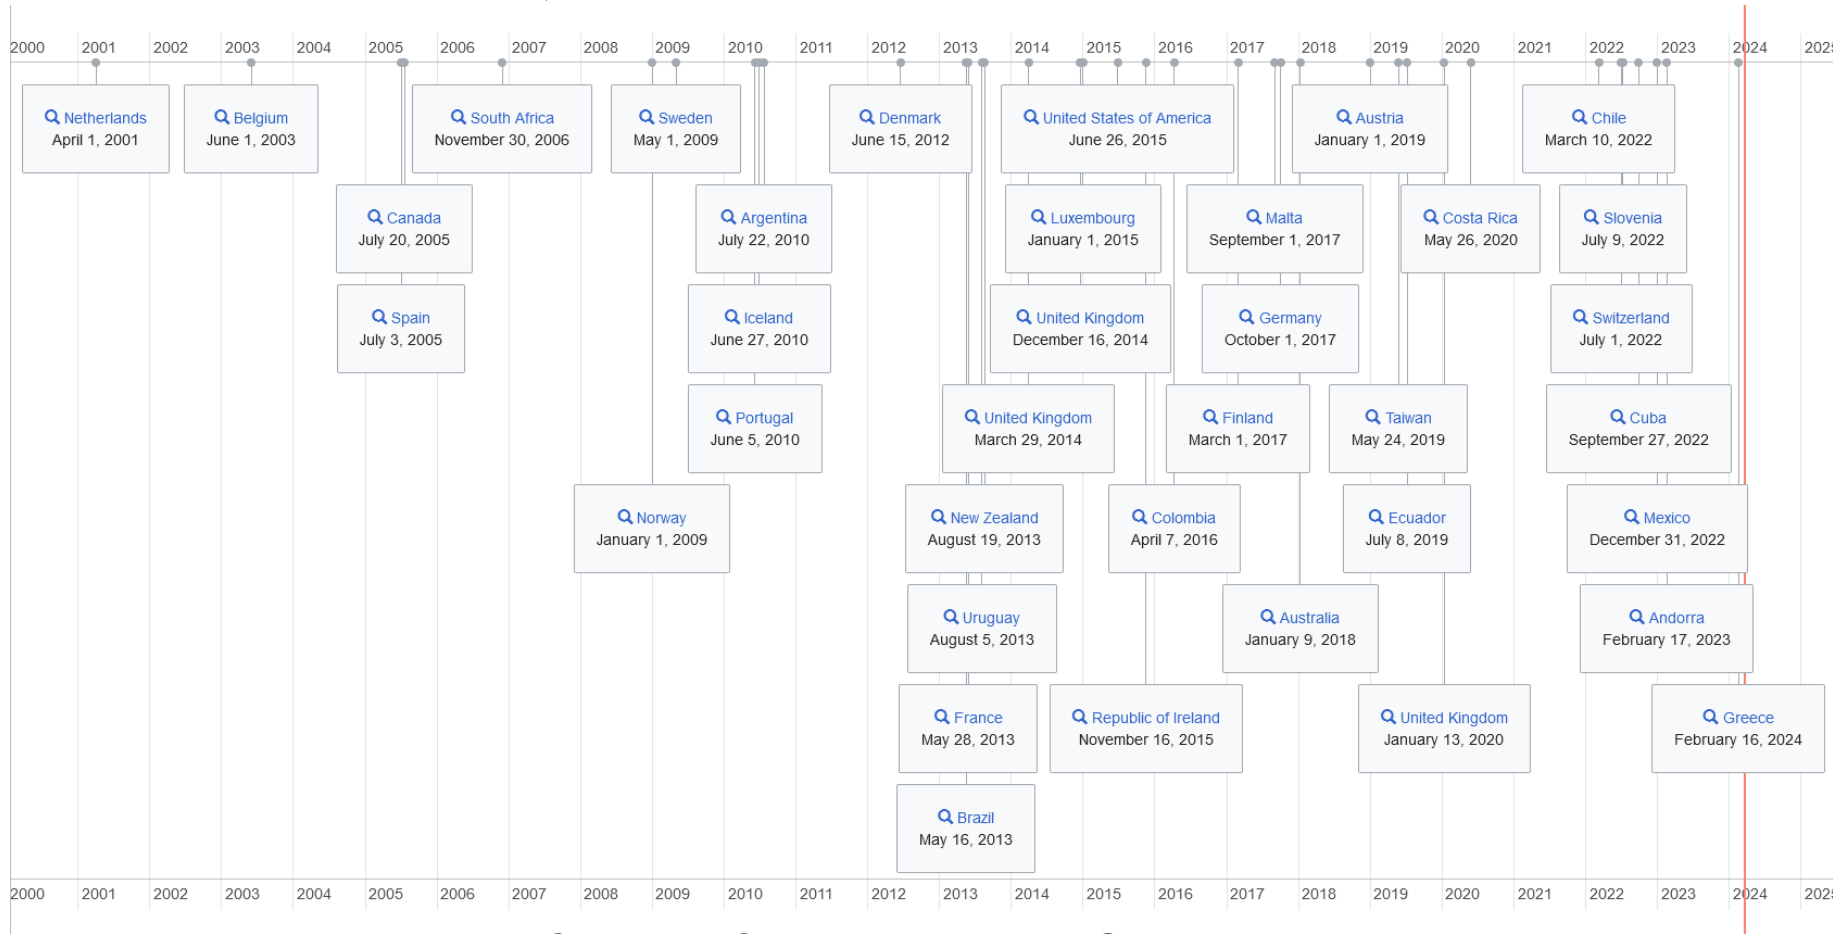 2000 2001 2002 2003 2004 2005 2006 2007 2008 2009 2010 2011 2012 2013 2014 2015 2016 2017 2018 2019 2020 2021 2022 2023 2024 2025
Netherlands
April 1, 2001
Belgium
June 1, 2003
South Africa
November 30, 2006
Sweden
May 1, 2009
Denmark
June 15, 2012
United States of America
June 26, 2015
Austria
January 1, 2019
Chile
March 10, 2022
Canada
July 20, 2005
Argentina
July 22, 2010
Luxembourg
January 1, 2015
Malta
September 1, 2017
Costa Rica
May 26, 2020
Slovenia
July 9, 2022
Spain
July 3, 2005
Iceland
June 27, 2010
United Kingdom
December 16, 2014
Germany
October 1, 2017
Switzerland
July 1, 2022
Portugal
June 5, 2010
United Kingdom
March 29, 2014
Finland
March 1, 2017
Taiwan
May 24, 2019
Cuba
September 27, 2022
Norway
January 1, 2009
New Zealand
August 19, 2013
Colombia
April 7, 2016
Ecuador
July 8, 2019
Mexico
December 31, 2022
Uruguay
August 5, 2013
Australia
January 9, 2018
Andorra
February 17, 2023
France
May 28, 2013
Republic of Ireland
November 16, 2015
United Kingdom
January 13, 2020
Greece
February 16, 2024
Brazil
May 16, 2013
2000 2001 2002 2003 2004 2005 2006 2007 2008 2009 2010 2011 2012 2013 2014 2015 2016 2017 2018 2019 2020 2021 2022 2023 2024 2025